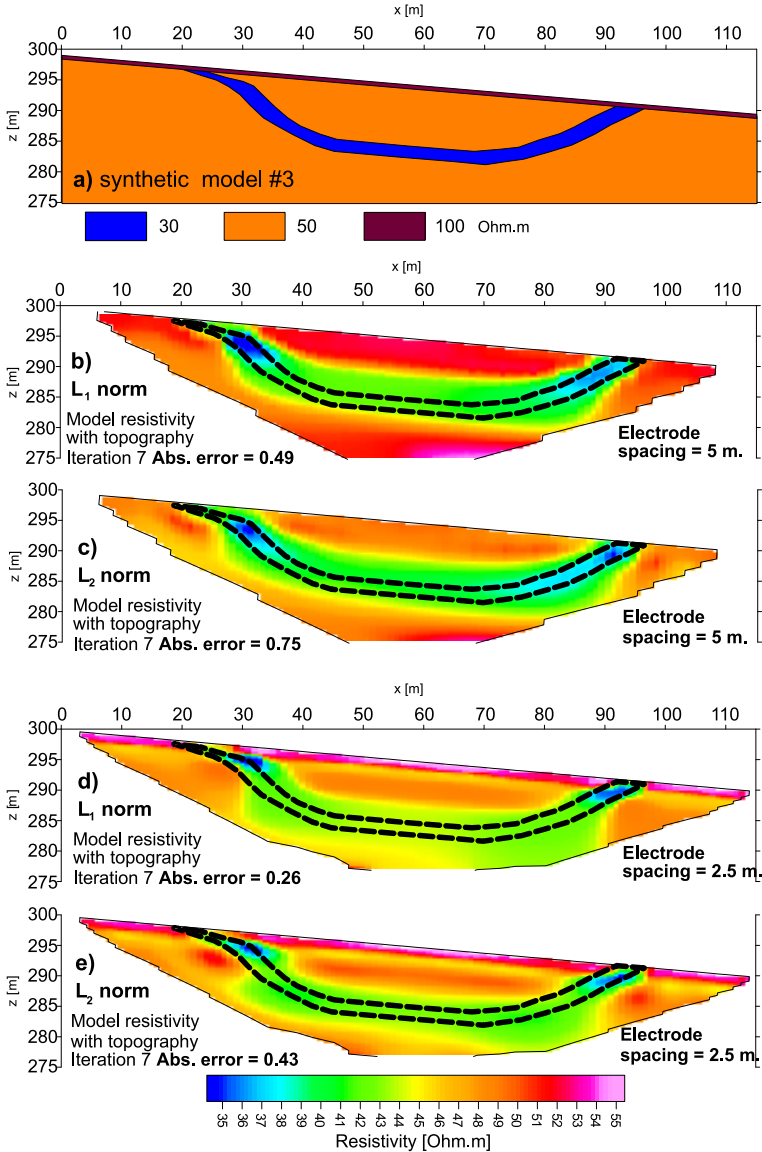 x [m]
0 10 20 30 40 50 60 70 80 90 100 110
300
295
290
285
280
275
z [m]
a) synthetic model #3
30 50 100 Ohm.m
x [m]
0 10 20 30 40 50 60 70 80 90 100 110
300
295
290
285
280
275
z [m]
b)
L1 norm
Model resistivity
with topography
Iteration 7 Abs. error = 0.49
Electrode
spacing = 5 m.
300
295
290
285
280
275
z [m]
c)
L2 norm
Model resistivity
with topography
Iteration 7 Abs. error = 0.75
Electrode
spacing = 5 m.
x [m]
0 10 20 30 40 50 60 70 80 90 100 110
300
295
290
285
280
275
z [m]
d)
L1 norm
Model resistivity
with topography
Iteration 7 Abs. error = 0.26
Electrode
spacing = 2.5 m.
300
295
290
285
280
275
z [m]
e)
L2 norm
Model resistivity
with topography
Iteration 7 Abs. error = 0.43
Electrode
spacing = 2.5 m.
35 36 37 38 39 40 41 42 43 44 45 46 47 48 49 50 51 52 53 54 55
Resistivity [Ohm.m]